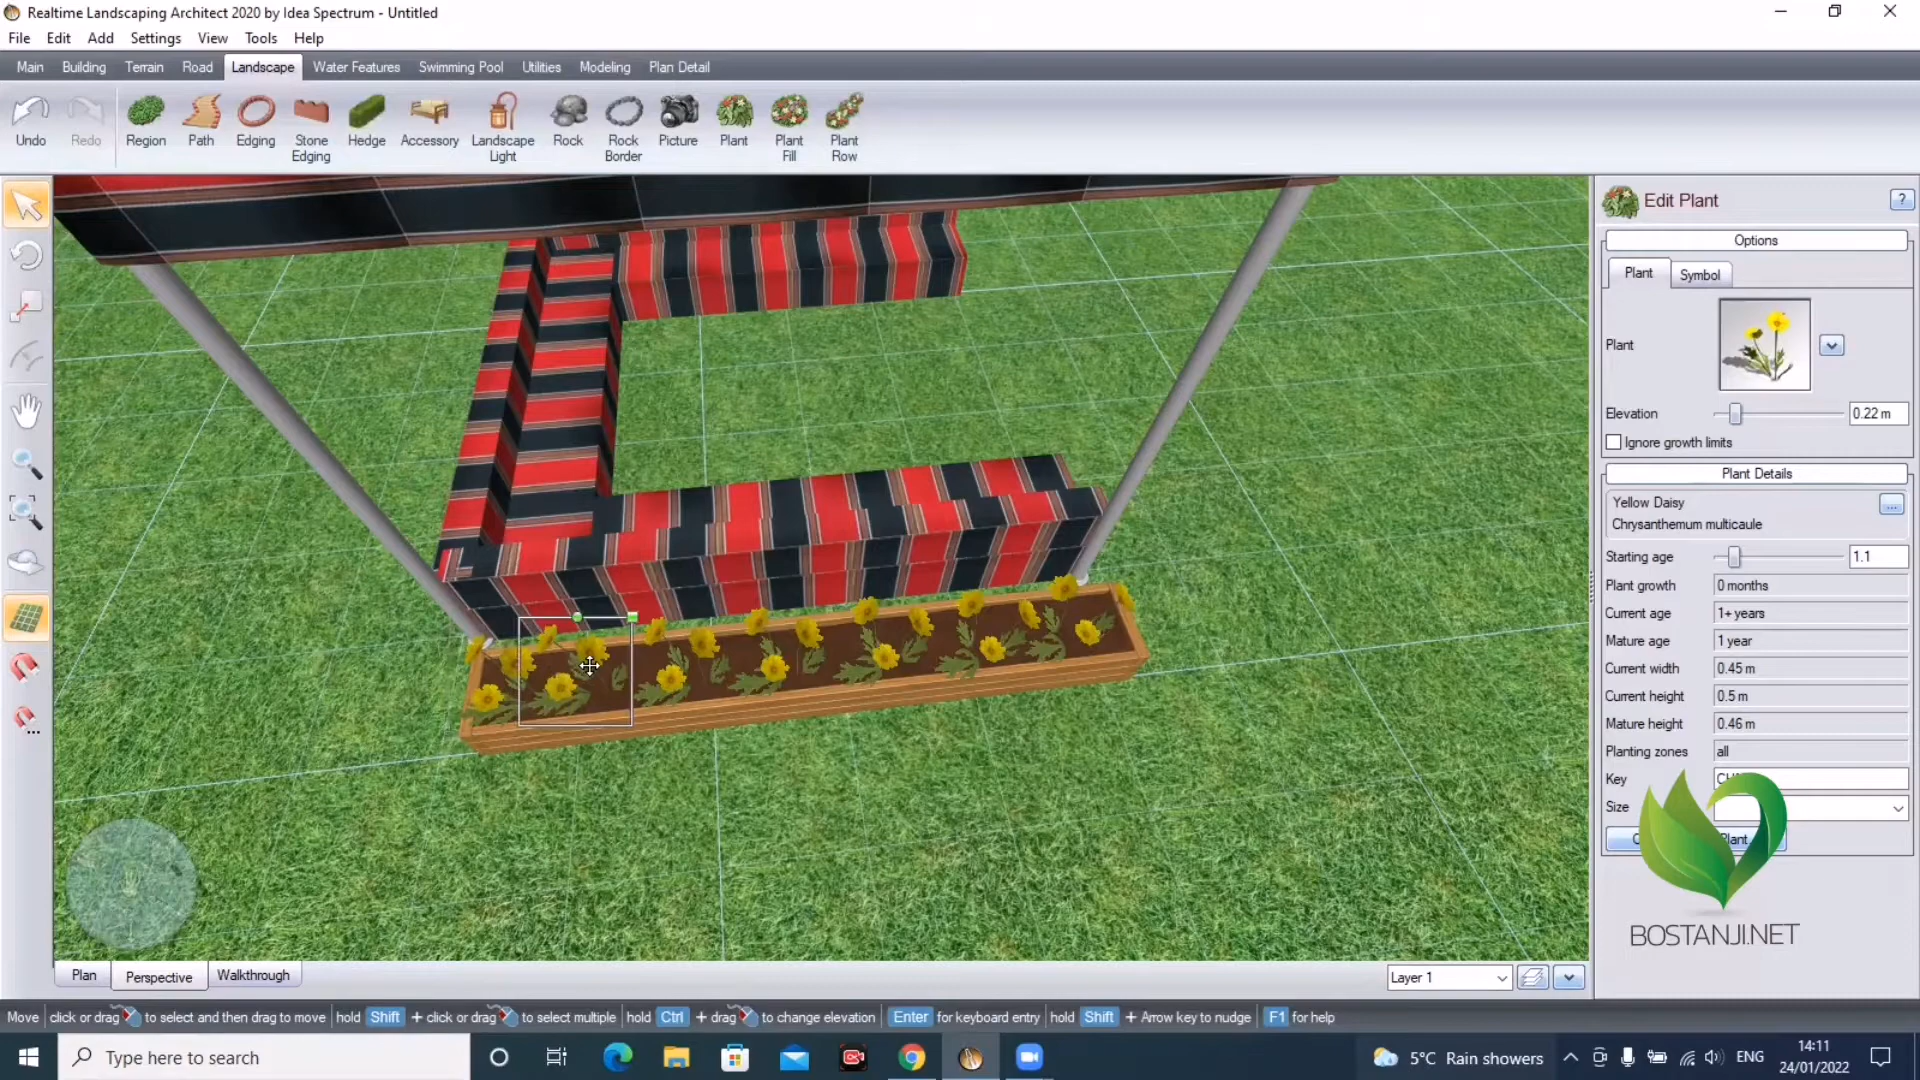 Realtime Landscaping Architect 2020 by Idea Spectrum - Untitled
File Edit Add Settings View Tools Help
Main Building Terrain Road Landscape Water Features Swimming Pool Utilities Modeling Plan Detail
Undo Redo Region Path Edging Stone Edging Hedge Accessory Landscape Light Rock Rock Border Picture Plant Plant Fill Plant Row
Edit Plant ?
Options
Plant Symbol
Plant
Elevation 0.22 m
Ignore growth limits
Plant Details
Yellow Daisy ...
Chrysanthemum multicaule
Starting age 1.1
Plant growth 0 months
Current age 1+ years
Mature age 1 year
Current width 0.45 m
Current height 0.5 m
Mature height 0.46 m
Planting zones all
Key
Size
Plant
BOSTANJI.NET
Plan Perspective Walkthrough
Layer 1
Move click or drag to select and then drag to move hold Shift + click or drag to select multiple hold Ctrl + drag to change elevation Enter for keyboard entry hold Shift + Arrow key to nudge F1 for help
Type here to search
5°C Rain showers
ENG
14:11
24/01/2022